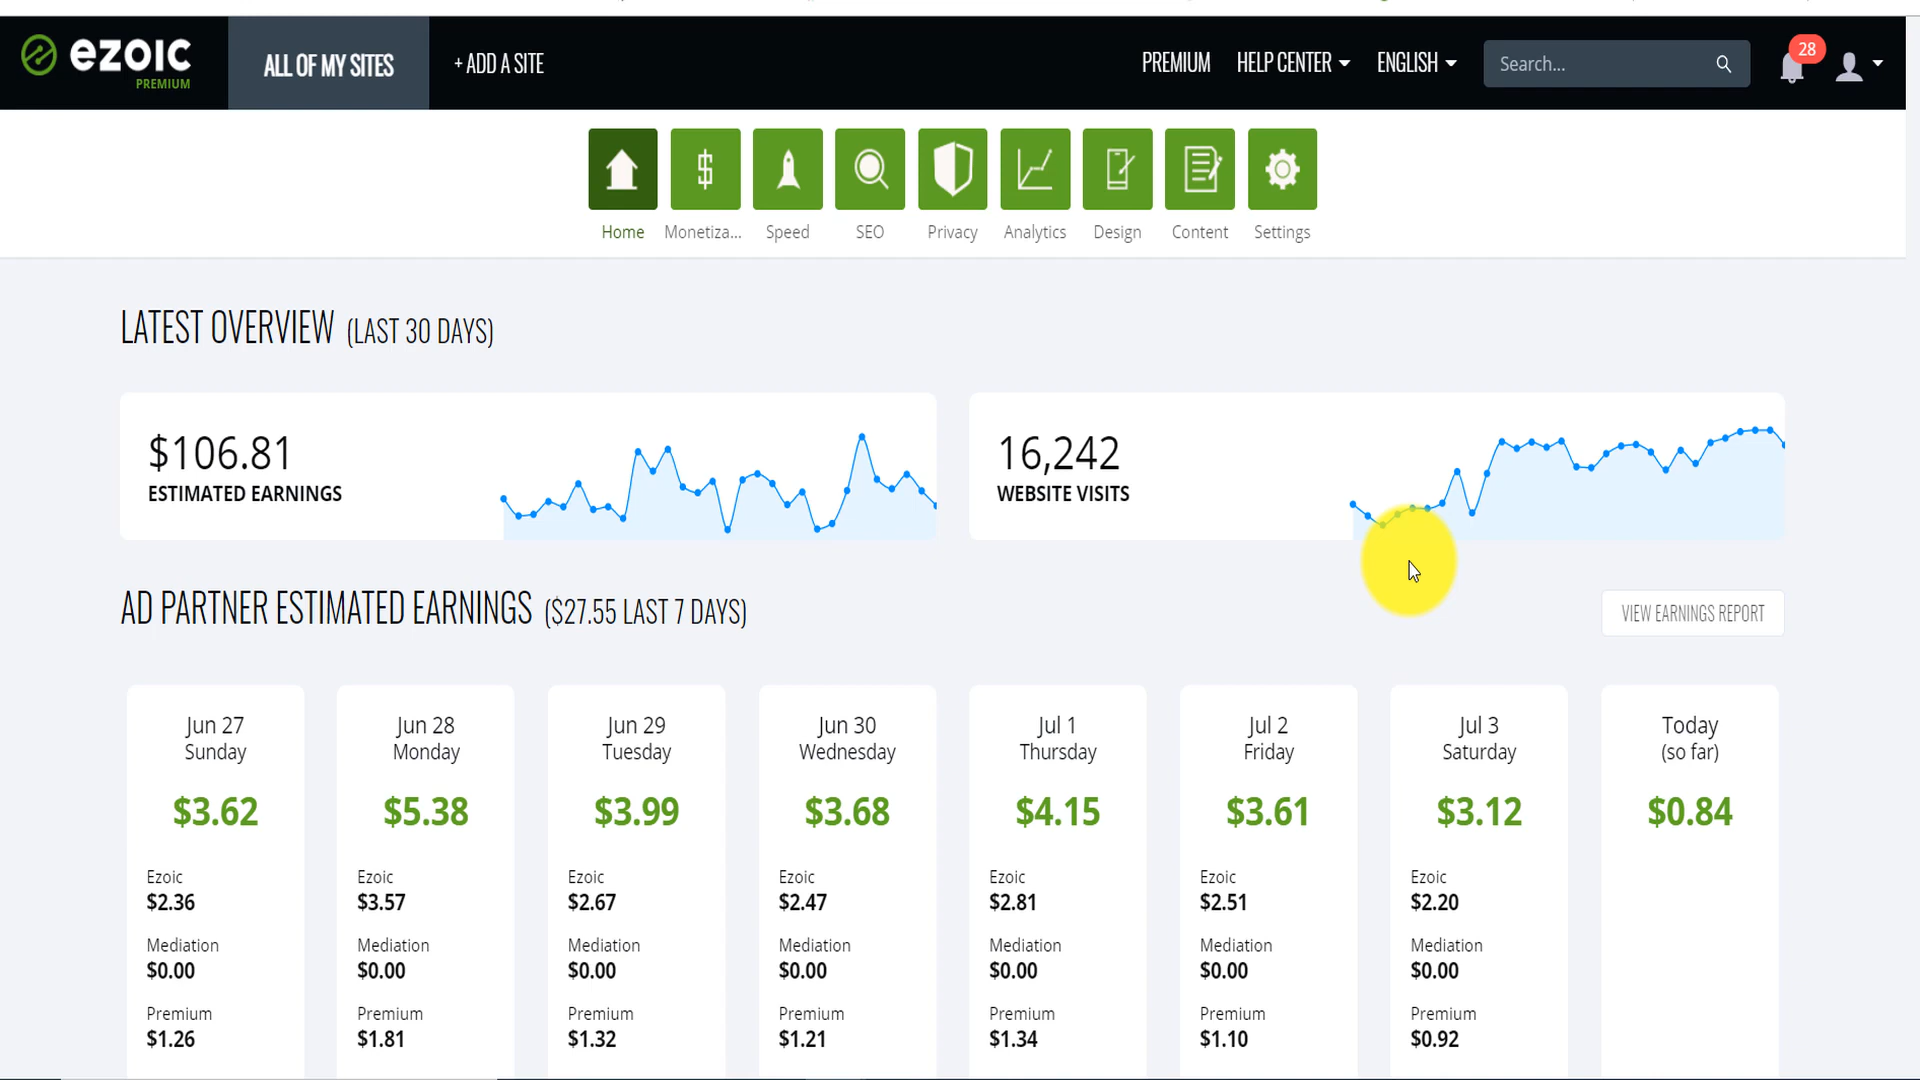 ezoic
PREMIUM
ALL OF MY SITES
+ ADD A SITE
PREMIUM
HELP CENTER
ENGLISH
Search...
28
Home
Monetiza...
Speed
SEO
Privacy
Analytics
Design
Content
Settings
LATEST OVERVIEW (LAST 30 DAYS)
$106.81
ESTIMATED EARNINGS
16,242
WEBSITE VISITS
AD PARTNER ESTIMATED EARNINGS ($27.55 LAST 7 DAYS)
VIEW EARNINGS REPORT
Jun 27
Sunday
$3.62
Ezoic
$2.36
Mediation
$0.00
Premium
$1.26
Jun 28
Monday
$5.38
Ezoic
$3.57
Mediation
$0.00
Premium
$1.81
Jun 29
Tuesday
$3.99
Ezoic
$2.67
Mediation
$0.00
Premium
$1.32
Jun 30
Wednesday
$3.68
Ezoic
$2.47
Mediation
$0.00
Premium
$1.21
Jul 1
Thursday
$4.15
Ezoic
$2.81
Mediation
$0.00
Premium
$1.34
Jul 2
Friday
$3.61
Ezoic
$2.51
Mediation
$0.00
Premium
$1.10
Jul 3
Saturday
$3.12
Ezoic
$2.20
Mediation
$0.00
Premium
$0.92
Today
(so far)
$0.84